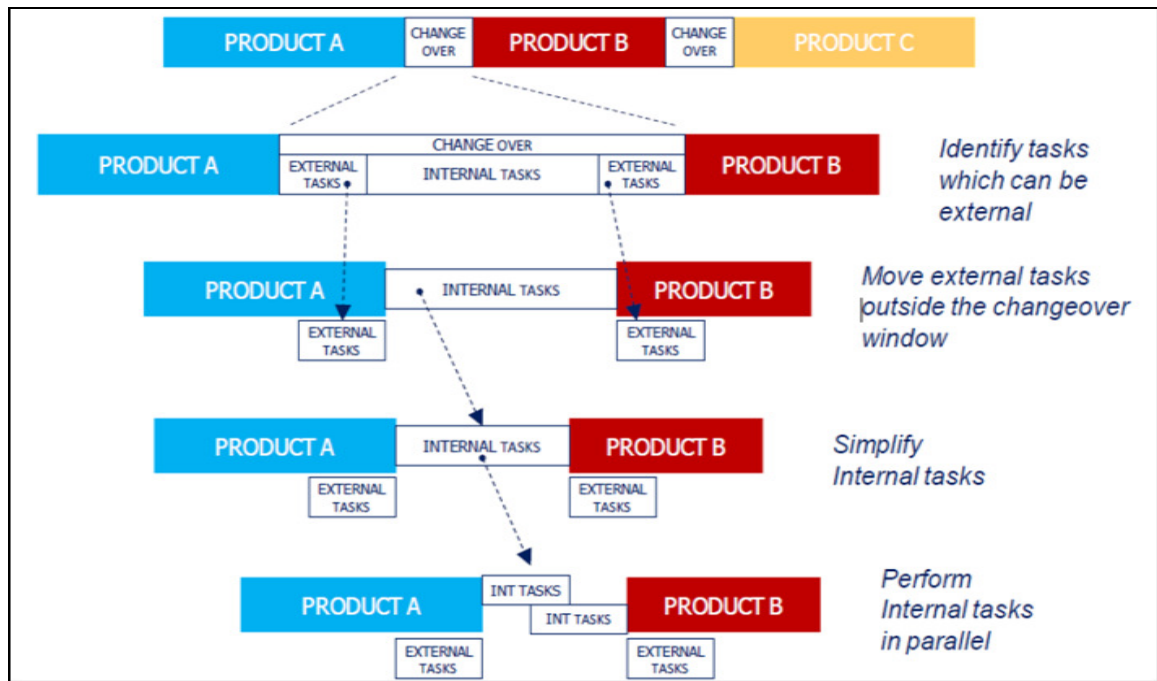 PRODUCT A
CHANGE
OVER
PRODUCT B
CHANGE
OVER
PRODUCT C
PRODUCT A
CHANGE OVER
EXTERNAL
TASKS
INTERNAL TASKS
EXTERNAL
TASKS
PRODUCT B
Identify tasks
which can be
external
PRODUCT A
INTERNAL TASKS
PRODUCT B
EXTERNAL
TASKS
EXTERNAL
TASKS
Move external tasks
outside the changeover
window
PRODUCT A
INTERNAL TASKS
PRODUCT B
EXTERNAL
TASKS
EXTERNAL
TASKS
Simplify
Internal tasks
PRODUCT A
INT TASKS
INT TASKS
PRODUCT B
EXTERNAL
TASKS
EXTERNAL
TASKS
Perform
Internal tasks
in parallel